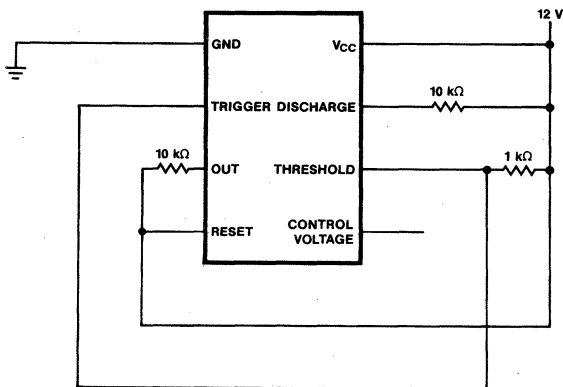 12 V
GND
VCC
10 kΩ
TRIGGER DISCHARGE
10 kΩ
1 kΩ
OUT
THRESHOLD
RESET
CONTROL
VOLTAGE